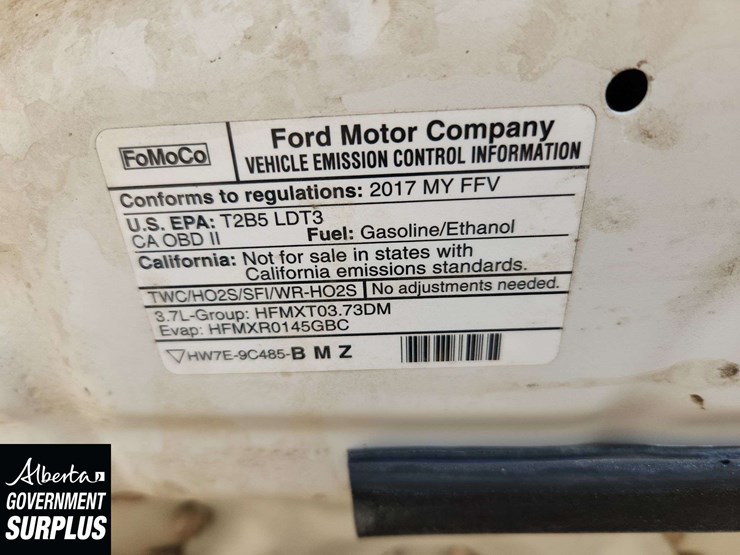 FoMoCo
Ford Motor Company
VEHICLE EMISSION CONTROL INFORMATION
Conforms to regulations: 2017 MY FFV
U.S. EPA: T2B5 LDT3
CA OBD II Fuel: Gasoline/Ethanol
California: Not for sale in states with
California emissions standards.
TWC/HO2S/SFI/WR-HO2S No adjustments needed.
3.7L-Group: HFMXT03.73DM
Evap: HFMXR0145GBC
HW7E-9C485-B M Z
Alberta
GOVERNMENT
SURPLUS